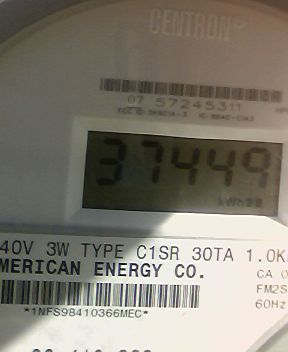 CENTRON
07 57245311
37449
kWh
40V 3W TYPE C1SR 30TA 1.0K
MERICAN ENERGY CO.
CA
FM2S
60Hz
*1NFS98410366MEC*